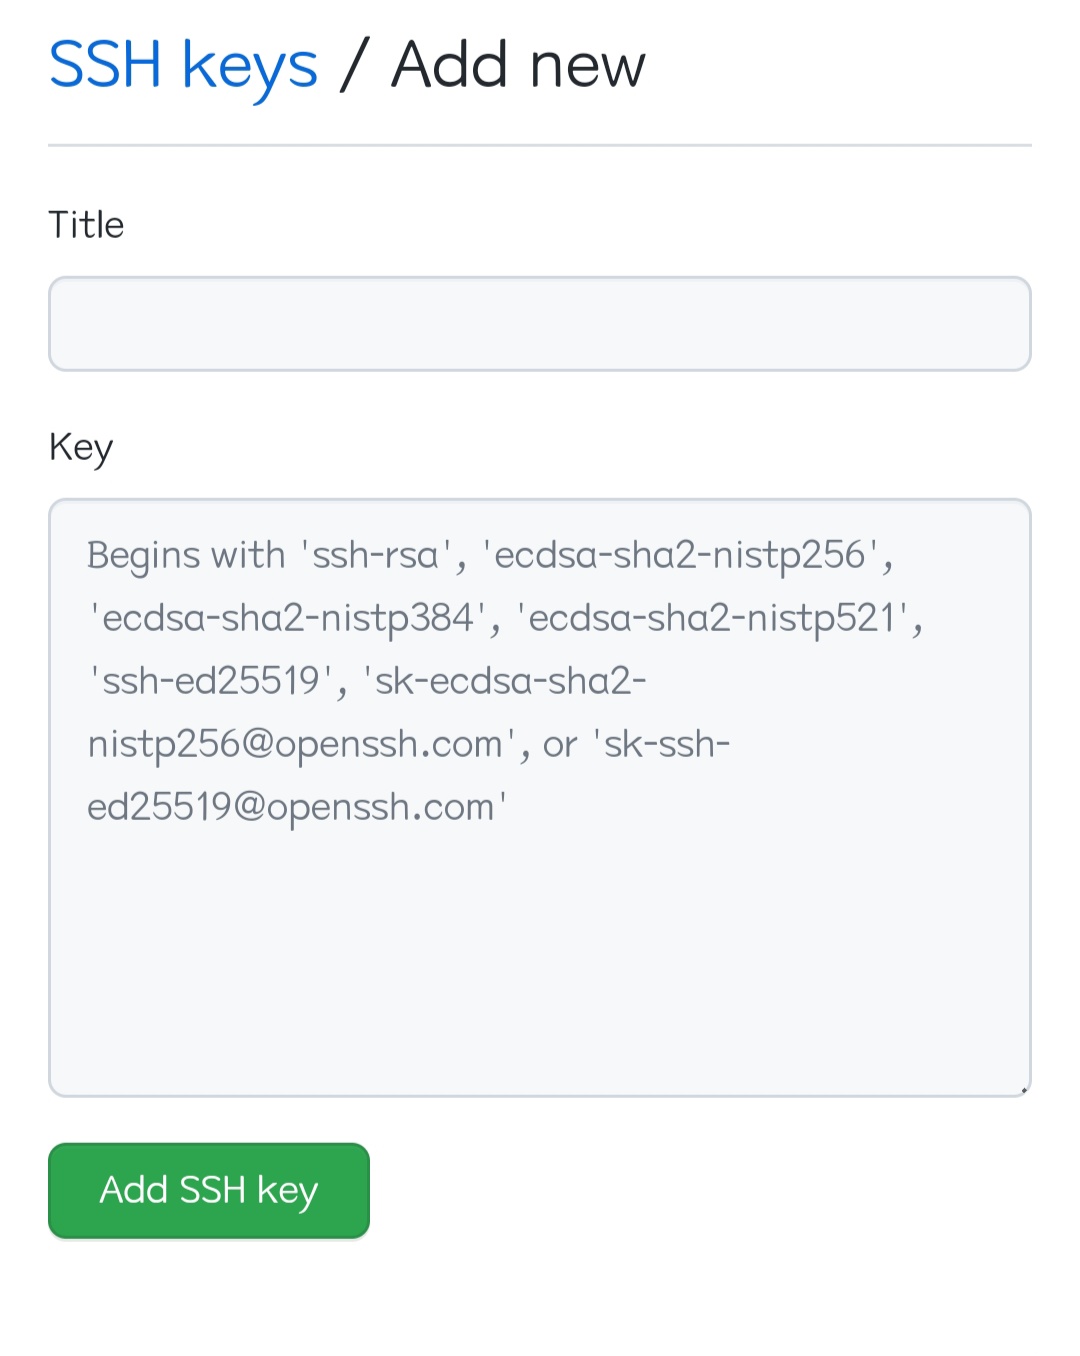 SSH keys / Add new
Title
Key
Begins with 'ssh-rsa', 'ecdsa-sha2-nistp256',
'ecdsa-sha2-nistp384', 'ecdsa-sha2-nistp521',
'ssh-ed25519', 'sk-ecdsa-sha2-
nistp256@openssh.com', or 'sk-ssh-
ed25519@openssh.com'
Add SSH key